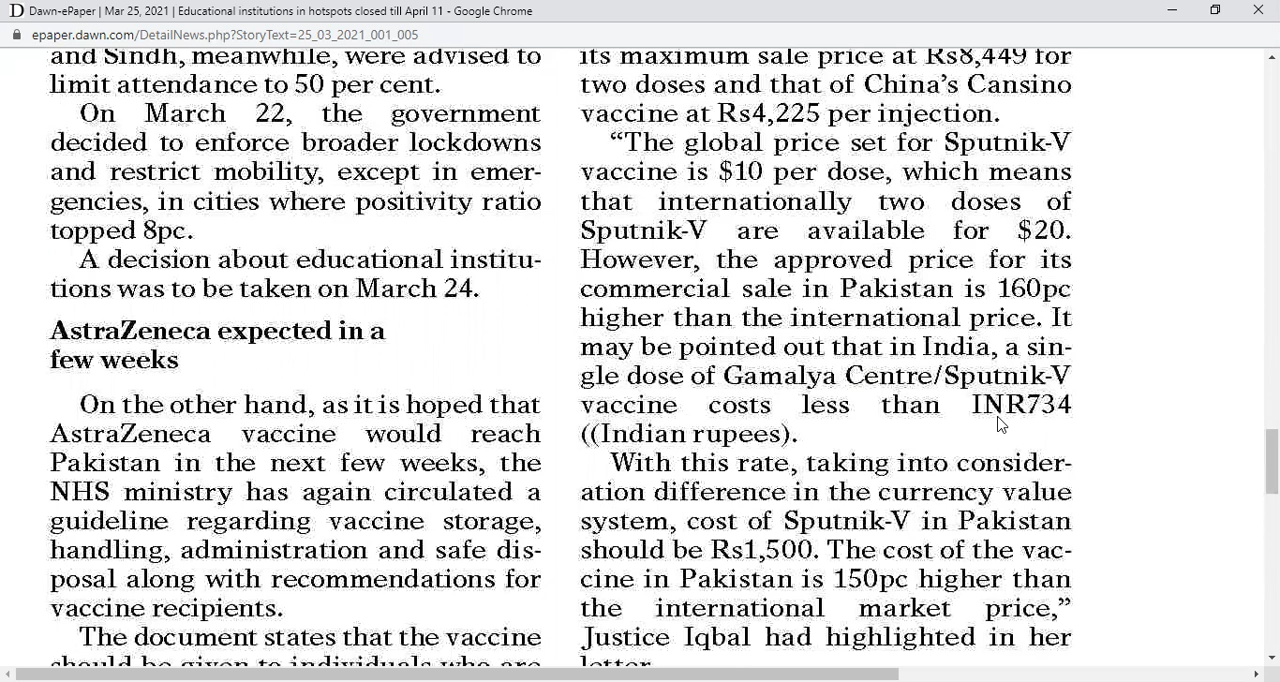 Dawn-ePaper | Mar 25, 2021 | Educational institutions in hotspots closed till April 11 - Google Chrome
epaper.dawn.com/DetailNews.php?StoryText=25_03_2021_001_005
and Sindh, meanwhile, were advised to
limit attendance to 50 per cent.
On March 22, the government
decided to enforce broader lockdowns
and restrict mobility, except in emer-
gencies, in cities where positivity ratio
topped 8pc.
A decision about educational institu-
tions was to be taken on March 24.
AstraZeneca expected in a
few weeks
On the other hand, as it is hoped that
AstraZeneca vaccine would reach
Pakistan in the next few weeks, the
NHS ministry has again circulated a
guideline regarding vaccine storage,
handling, administration and safe dis-
posal along with recommendations for
vaccine recipients.
The document states that the vaccine
should be given to individuals who are
its maximum sale price at Rs8,449 for
two doses and that of China's Cansino
vaccine at Rs4,225 per injection.
“The global price set for Sputnik-V
vaccine is $10 per dose, which means
that internationally two doses of
Sputnik-V are available for $20.
However, the approved price for its
commercial sale in Pakistan is 160pc
higher than the international price. It
may be pointed out that in India, a sin-
gle dose of Gamalya Centre/Sputnik-V
vaccine costs less than INR734
((Indian rupees).
With this rate, taking into consider-
ation difference in the currency value
system, cost of Sputnik-V in Pakistan
should be Rs1,500. The cost of the vac-
cine in Pakistan is 150pc higher than
the international market price,”
Justice Iqbal had highlighted in her
letter.